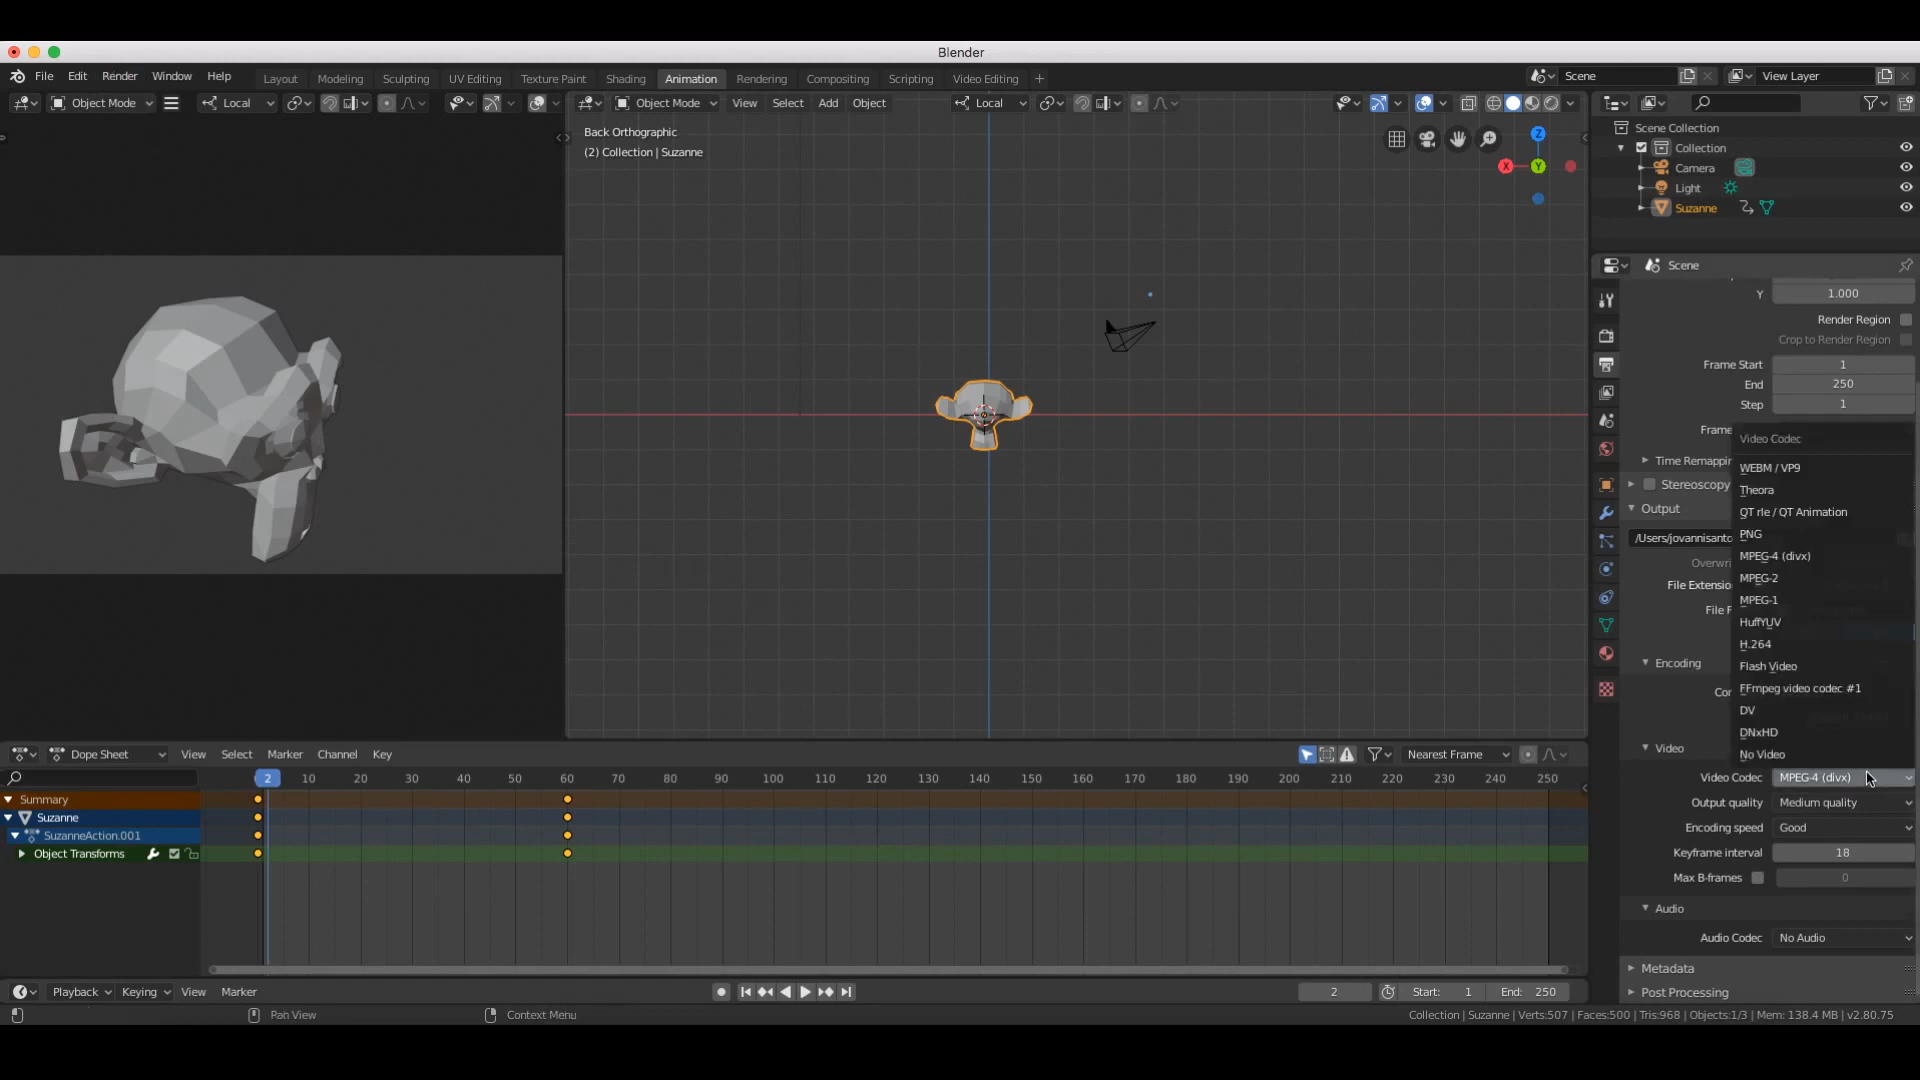 Blender
File Edit Render Window Help Layout Modeling Sculpting UV Editing Texture Paint Shading Animation Rendering Compositing Scripting Video Editing + Scene View Layer
Object Mode Local Object Mode View Select Add Object Local
Back Orthographic
(2) Collection | Suzanne
Z
X
Y
Scene Collection
Collection
Camera
Light
Suzanne
Scene
Y 1.000
Render Region
Crop to Render Region
Frame Start 1
End 250
Step 1
Frame
Time Remappin
Stereoscopy
Output
/Users/jovannisanto
Overwri
File Extensio
File F
Encoding
Cor
Video Codec
WEBM / VP9
Theora
QT rle / QT Animation
PNG
MPEG-4 (divx)
MPEG-2
MPEG-1
HuffYUV
H.264
Flash Video
FFmpeg video codec #1
DV
DNxHD
No Video
Video
Video Codec MPEG-4 (divx)
Output quality Medium quality
Encoding speed Good
Keyframe interval 18
Max B-frames 0
Audio
Audio Codec No Audio
Metadata
Post Processing
Dope Sheet View Select Marker Channel Key Nearest Frame
2 10 20 30 40 50 60 70 80 90 100 110 120 130 140 150 160 170 180 190 200 210 220 230 240 250
Summary
Suzanne
SuzanneAction.001
Object Transforms
Playback Keying View Marker 2 Start: 1 End: 250
Pan View Context Menu Collection | Suzanne | Verts:507 | Faces:500 | Tris:968 | Objects:1/3 | Mem: 138.4 MB | v2.80.75